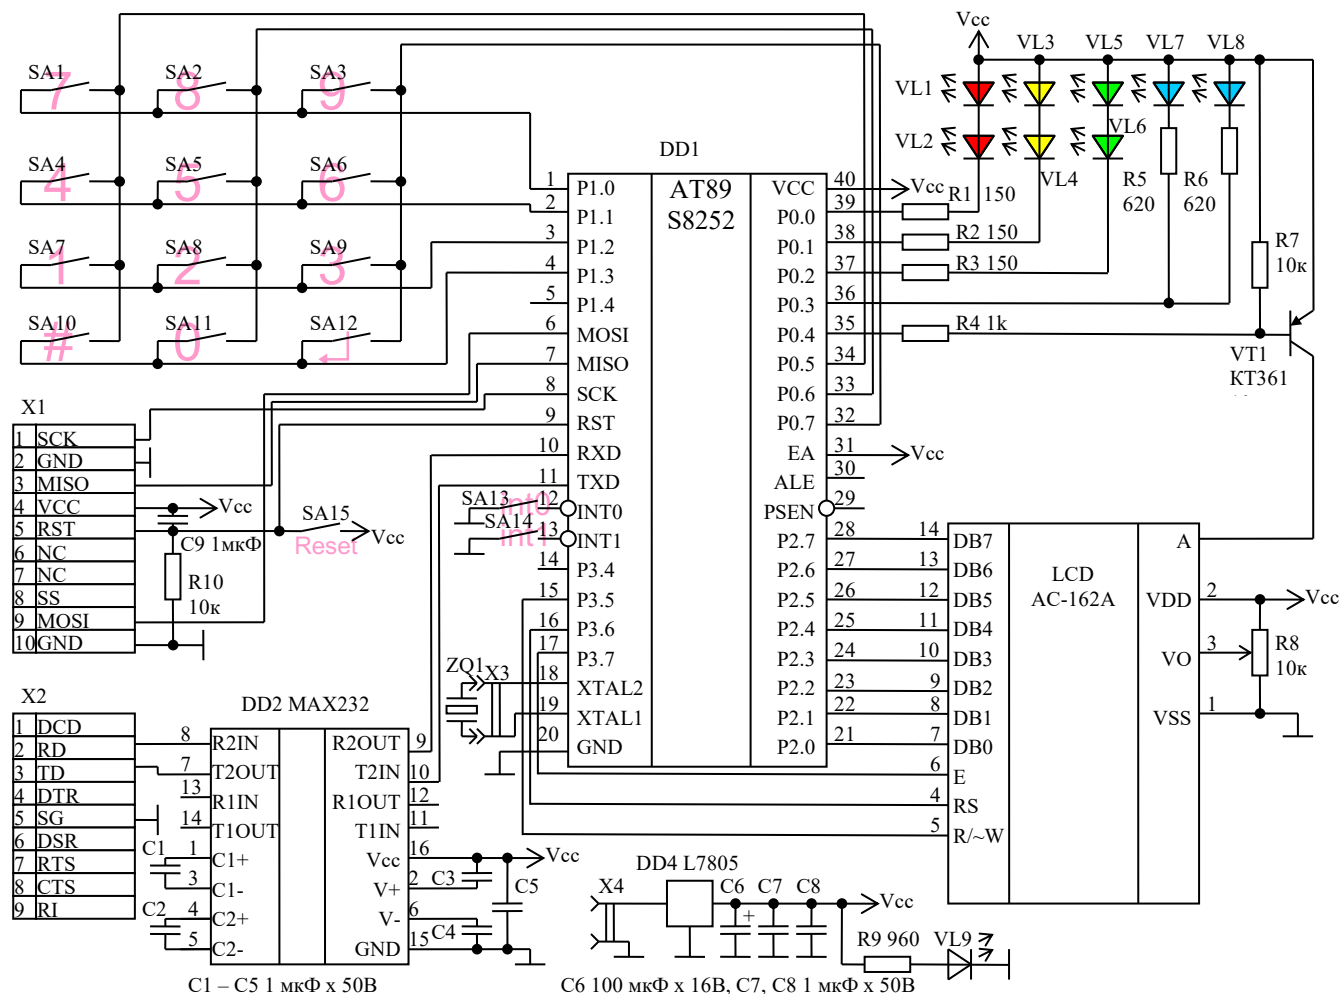 SA1 7
SA2 8
SA3 9
SA4 4
SA5 5
SA6 6
SA7 1
SA8 2
SA9 3
SA10 #
SA11 0
SA12
X1
1 SCK
2 GND
3 MISO
4 VCC
5 RST
6 NC
7 NC
8 SS
9 MOSI
10 GND
Vcc
C9 1мкФ
SA15
Reset
Vcc
R10
10к
SA13 Int0
SA14 Int1
DD1
AT89
S8252
1 P1.0
2 P1.1
3 P1.2
4 P1.3
5 P1.4
6 MOSI
7 MISO
8 SCK
9 RST
10 RXD
11 TXD
12 INT0
13 INT1
14 P3.4
15 P3.5
16 P3.6
17 P3.7
18 XTAL2
19 XTAL1
20 GND
VCC 40
P0.0 39
P0.1 38
P0.2 37
P0.3 36
P0.4 35
P0.5 34
P0.6 33
P0.7 32
EA 31
ALE 30
PSEN 29
P2.7 28
P2.6 27
P2.5 26
P2.4 25
P2.3 24
P2.2 23
P2.1 22
P2.0 21
Vcc
Vcc
Vcc
VL1
VL2
VL3
VL4
VL5
VL6
VL7
VL8
R1 150
R2 150
R3 150
R4 1k
R5
620
R6
620
R7
10к
VT1
КТ361
LCD
AC-162A
14 DB7
13 DB6
12 DB5
11 DB4
10 DB3
9 DB2
8 DB1
7 DB0
6 E
4 RS
5 R/~W
A
VDD 2
VO 3
VSS 1
Vcc
R8
10к
ZQ1
X3
X2
1 DCD
2 RD
3 TD
4 DTR
5 SG
6 DSR
7 RTS
8 CTS
9 RI
DD2 MAX232
8 R2IN
7 T2OUT
13 R1IN
14 T1OUT
1 C1+
3 C1-
4 C2+
5 C2-
R2OUT 9
T2IN 10
R1OUT 12
T1IN 11
Vcc 16
V+ 2
V- 6
GND 15
C1
C2
C3
C4
C5
Vcc
C1 – C5 1 мкФ x 50В
X4
DD4 L7805
C6
+
C7
C8
Vcc
R9 960
VL9
C6 100 мкФ x 16В, C7, C8 1 мкФ x 50В